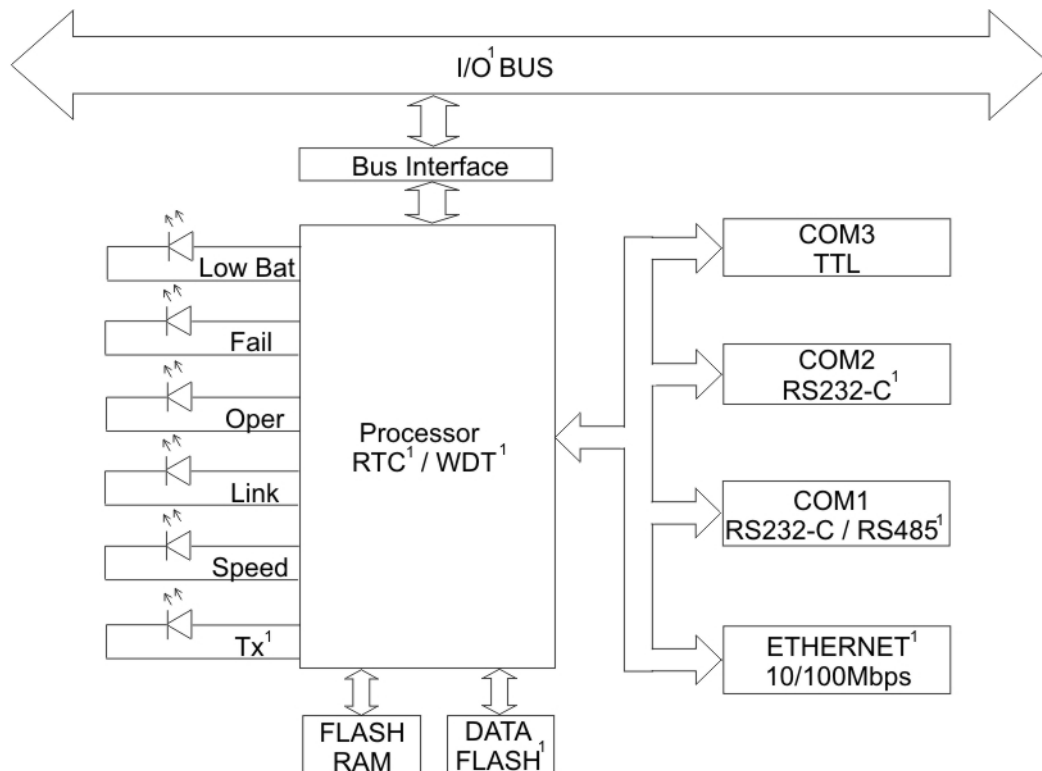 I/O¹ BUS
Bus Interface
Low Bat
Fail
Oper
Link
Speed
Tx¹
Processor
RTC¹ / WDT¹
COM3
TTL
COM2
RS232-C¹
COM1
RS232-C / RS485¹
ETHERNET¹
10/100Mbps
FLASH
RAM
DATA
FLASH¹